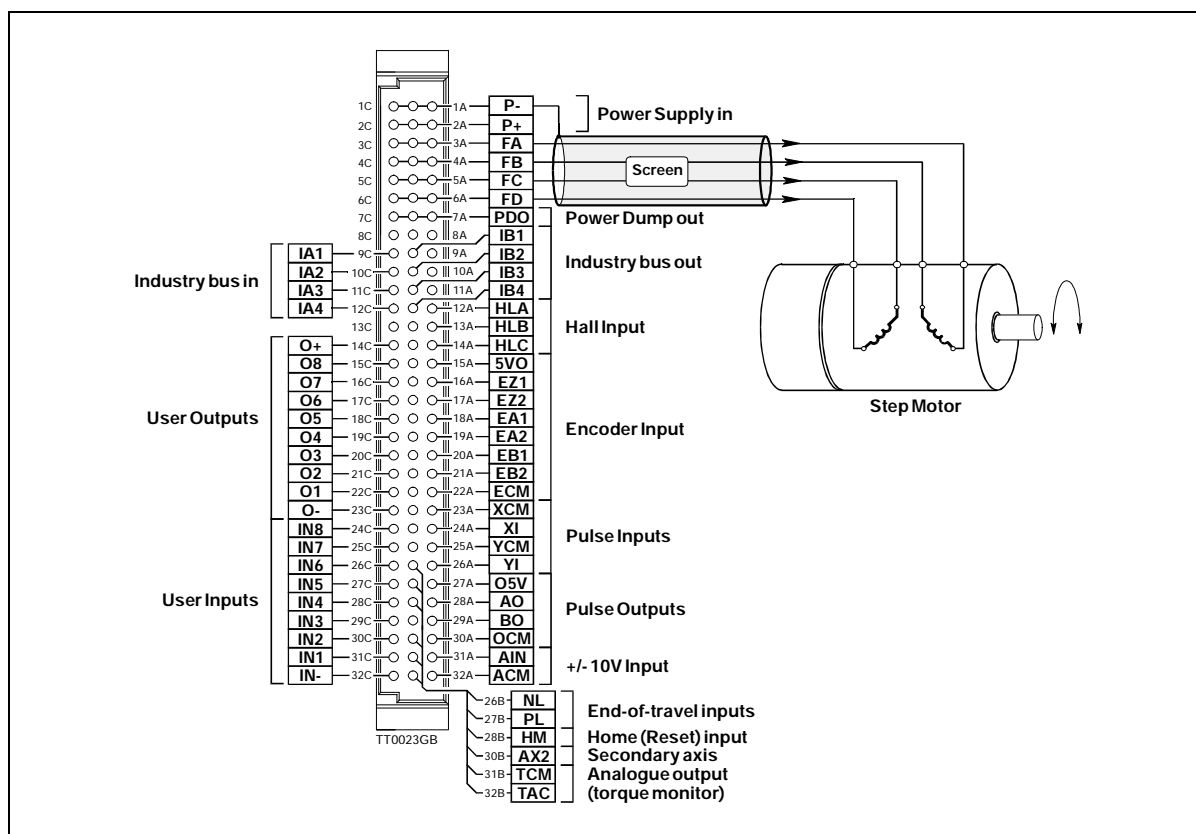 1C 1A P-
2C 2A P+
Power Supply in
3C 3A FA
4C 4A FB
5C 5A FC
6C 6A FD
Screen
7C 7A PDO
Power Dump out
8C 8A IB1
IA1 9C 9A IB2
IA2 10C 10A IB3
IA3 11C 11A IB4
IA4 12C 12A HLA
Industry bus in
Industry bus out
13C 13A HLB
Hall Input
O+ 14C 14A HLC
O8 15C 15A 5VO
O7 16C 16A EZ1
O6 17C 17A EZ2
O5 18C 18A EA1
O4 19C 19A EA2
O3 20C 20A EB1
O2 21C 21A EB2
O1 22C 22A ECM
O- 23C 23A XCM
User Outputs
Encoder Input
Step Motor
IN8 24C 24A XI
IN7 25C 25A YCM
IN6 26C 26A YI
Pulse Inputs
IN5 27C 27A O5V
IN4 28C 28A AO
IN3 29C 29A BO
IN2 30C 30A OCM
User Inputs
Pulse Outputs
IN1 31C 31A AIN
IN- 32C 32A ACM
+/- 10V Input
26B NL
27B PL
End-of-travel inputs
28B HM Home (Reset) input
30B AX2 Secondary axis
31B TCM Analogue output
32B TAC (torque monitor)
TT0023GB